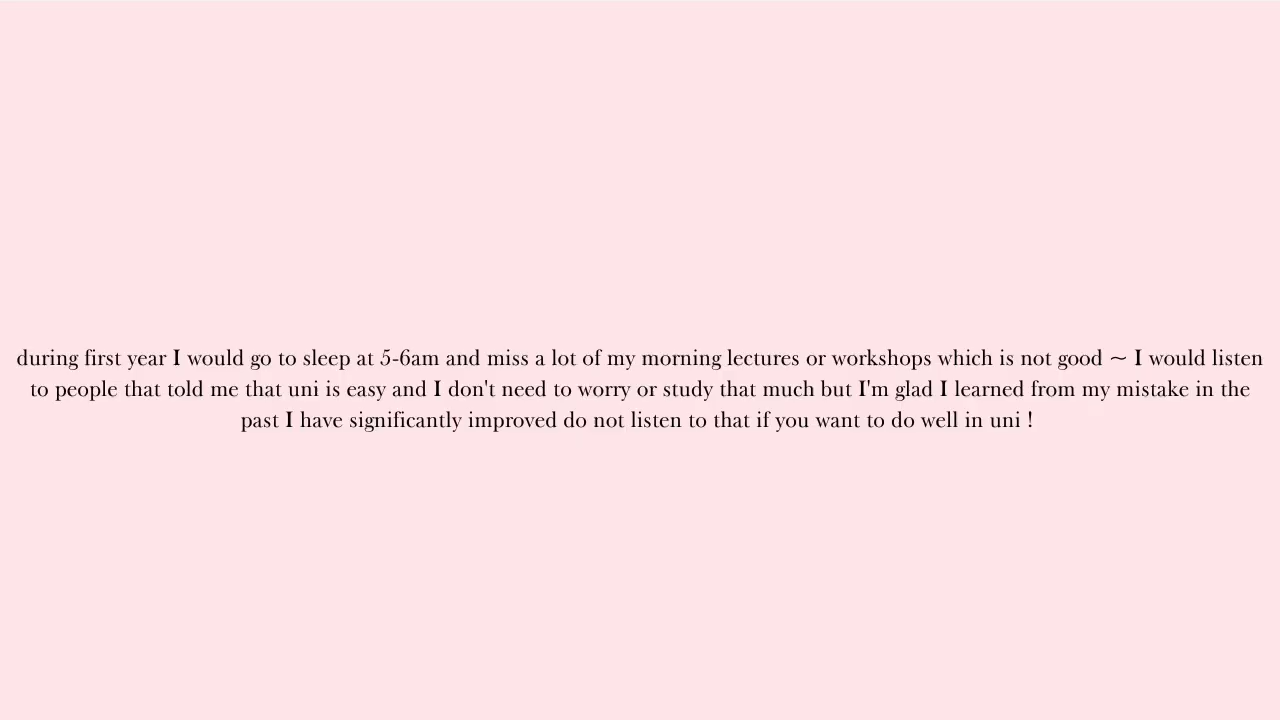 during first year I would go to sleep at 5-6am and miss a lot of my morning lectures or workshops which is not good ~ I would listen
to people that told me that uni is easy and I don't need to worry or study that much but I'm glad I learned from my mistake in the
past I have significantly improved do not listen to that if you want to do well in uni !